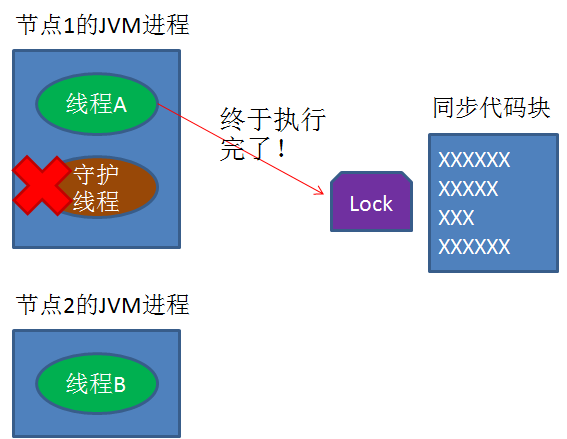 节点1的JVM进程
线程A
守护
线程
终于执行
完了！
Lock
同步代码块
XXXXXX
XXXXX
XXX
XXXXXX
节点2的JVM进程
线程B